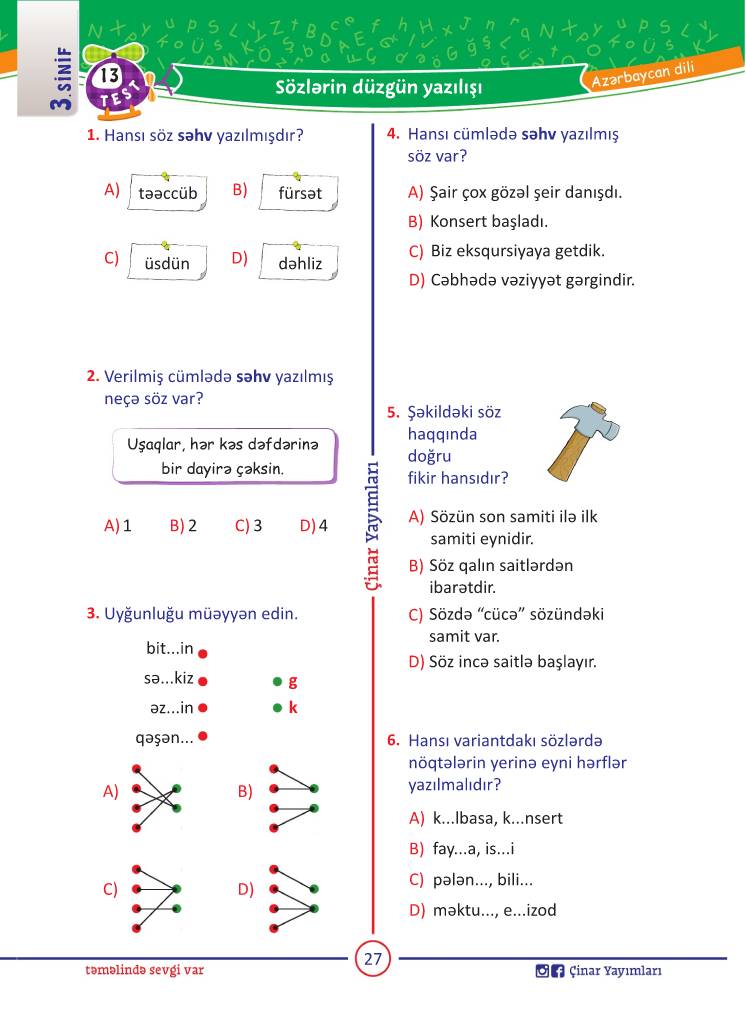 3. SİNİF
13
TEST
Sözlərin düzgün yazılışı
Azərbaycan dili
1. Hansı söz səhv yazılmışdır?
A) təəccüb
B) fürsət
C) üsdün
D) dəhliz
2. Verilmiş cümlədə səhv yazılmış
neçə söz var?
Uşaqlar, hər kəs dəfdərinə
bir dayirə çəksin.
A) 1 B) 2 C) 3 D) 4
3. Uyğunluğu müəyyən edin.
bit...in
sə...kiz
əz...in
qəşən...
g
k
A)
B)
C)
D)
Çinar Yayımları
4. Hansı cümlədə səhv yazılmış
söz var?
A) Şair çox gözəl şeir danışdı.
B) Konsert başladı.
C) Biz eksqursiyaya getdik.
D) Cəbhədə vəziyyət gərgindir.
5. Şəkildəki söz
haqqında
doğru
fikir hansıdır?
A) Sözün son samiti ilə ilk
samiti eynidir.
B) Söz qalın saitlərdən
ibarətdir.
C) Sözdə “cücə” sözündəki
samit var.
D) Söz incə saitlə başlayır.
6. Hansı variantdakı sözlərdə
nöqtələrin yerinə eyni hərflər
yazılmalıdır?
A) k...lbasa, k...nsert
B) fay...a, is...i
C) pələn..., bili...
D) məktu..., e...izod
təməlində sevgi var
27
Çinar Yayımları